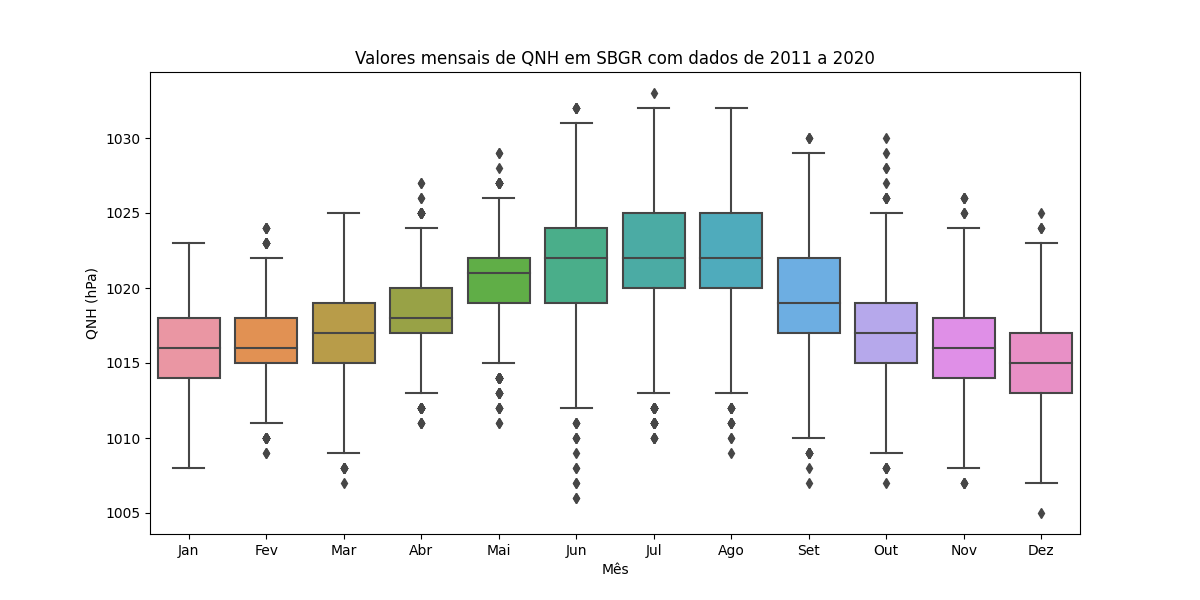 Valores mensais de QNH em SBGR com dados de 2011 a 2020
QNH (hPa)
1030
1025
1020
1015
1010
1005
Jan Fev Mar Abr Mai Jun Jul Ago Set Out Nov Dez
Mês